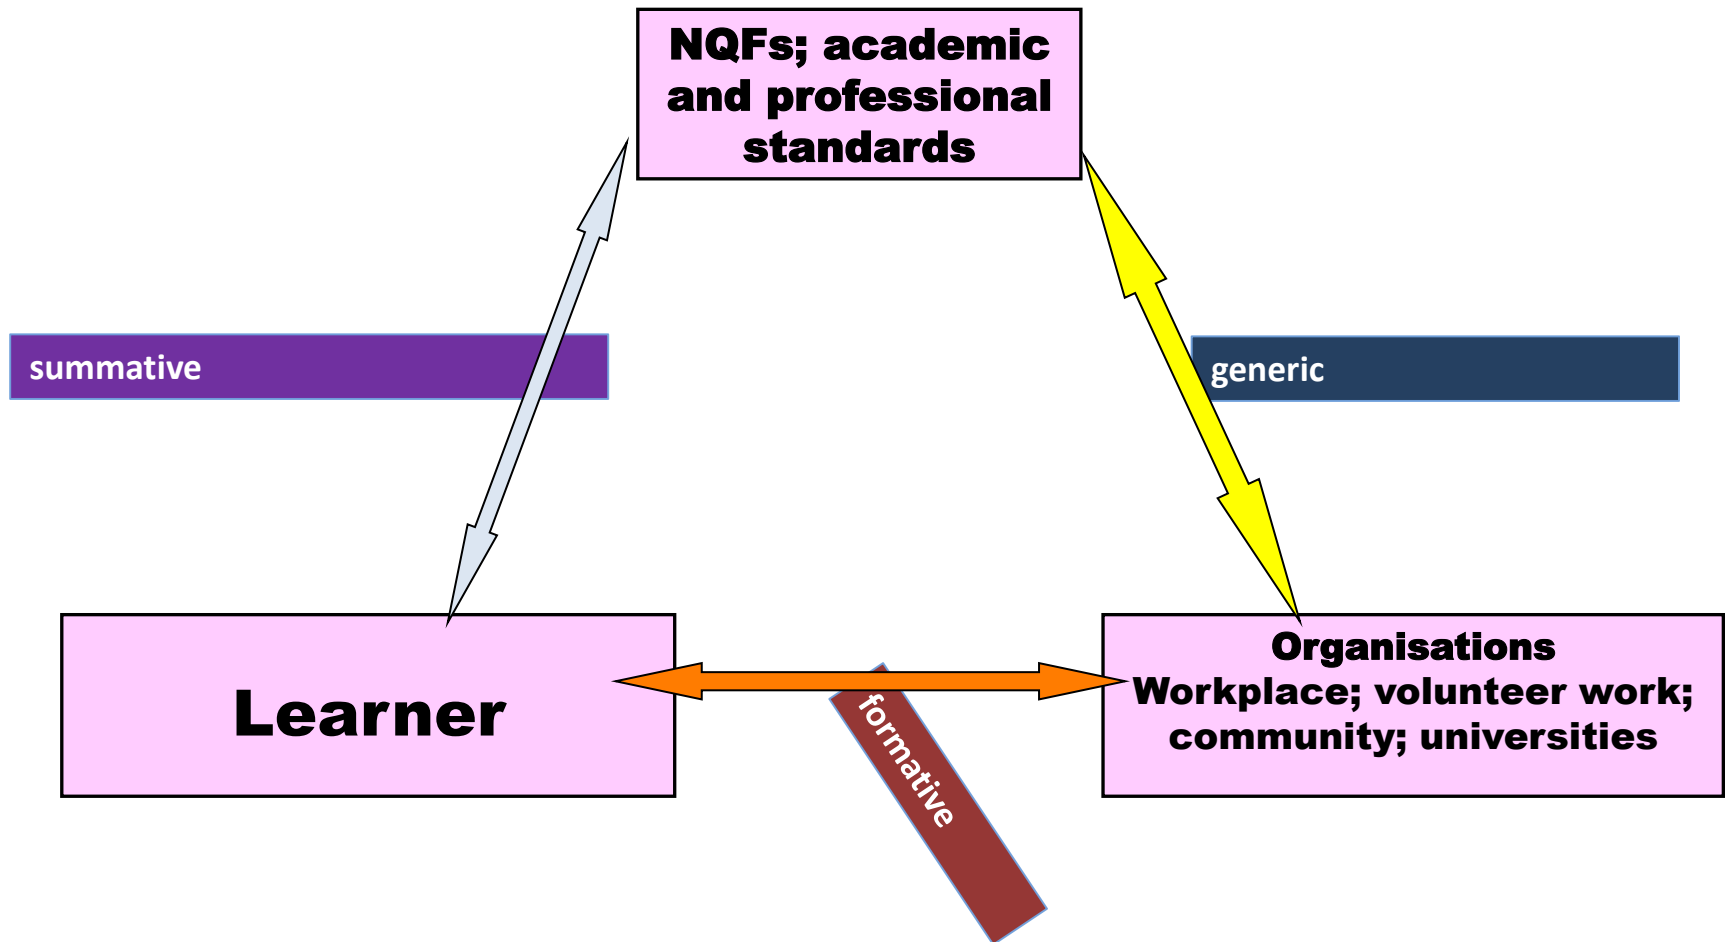 NQFs; academic
and professional
standards
summative
generic
Learner
Organisations
Workplace; volunteer work;
community; universities
formative